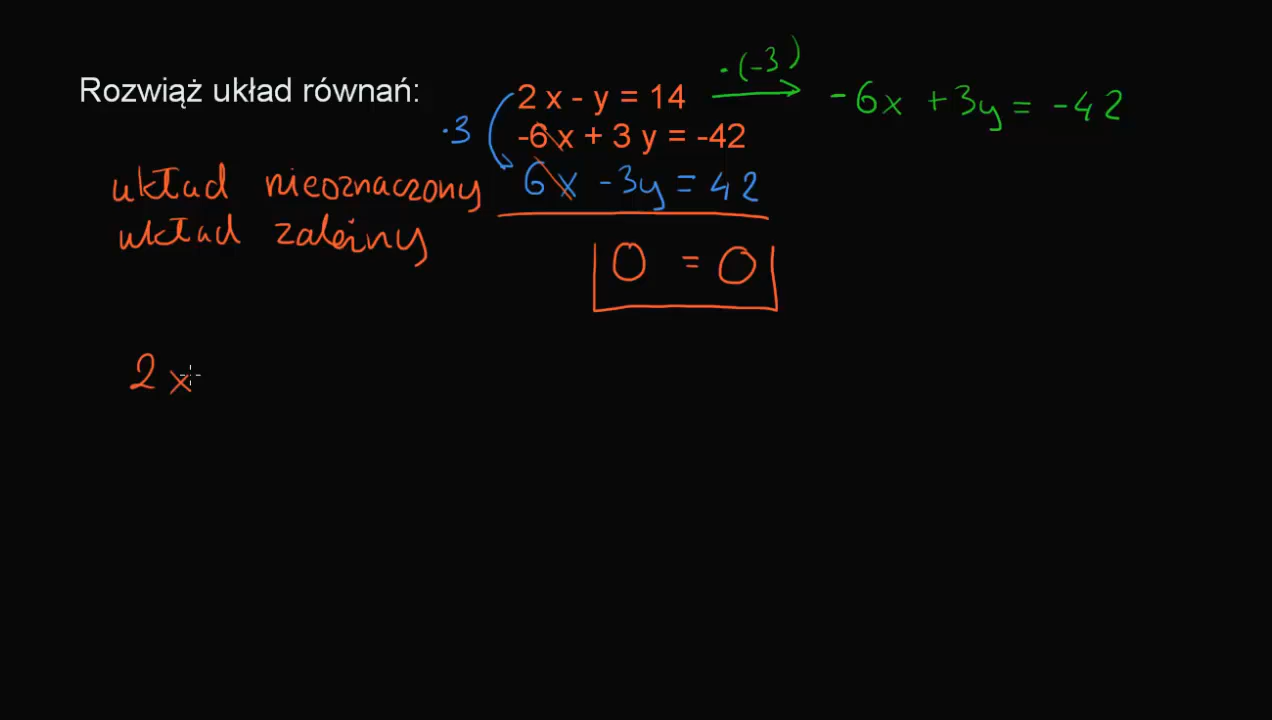 Rozwiąż układ równań:
2 x - y = 14
· (-3)
-6x + 3y = -42
· 3
-6 x + 3 y = -42
układ nieoznaczony
6x - 3y = 42
układ zależny
0 = 0
2x